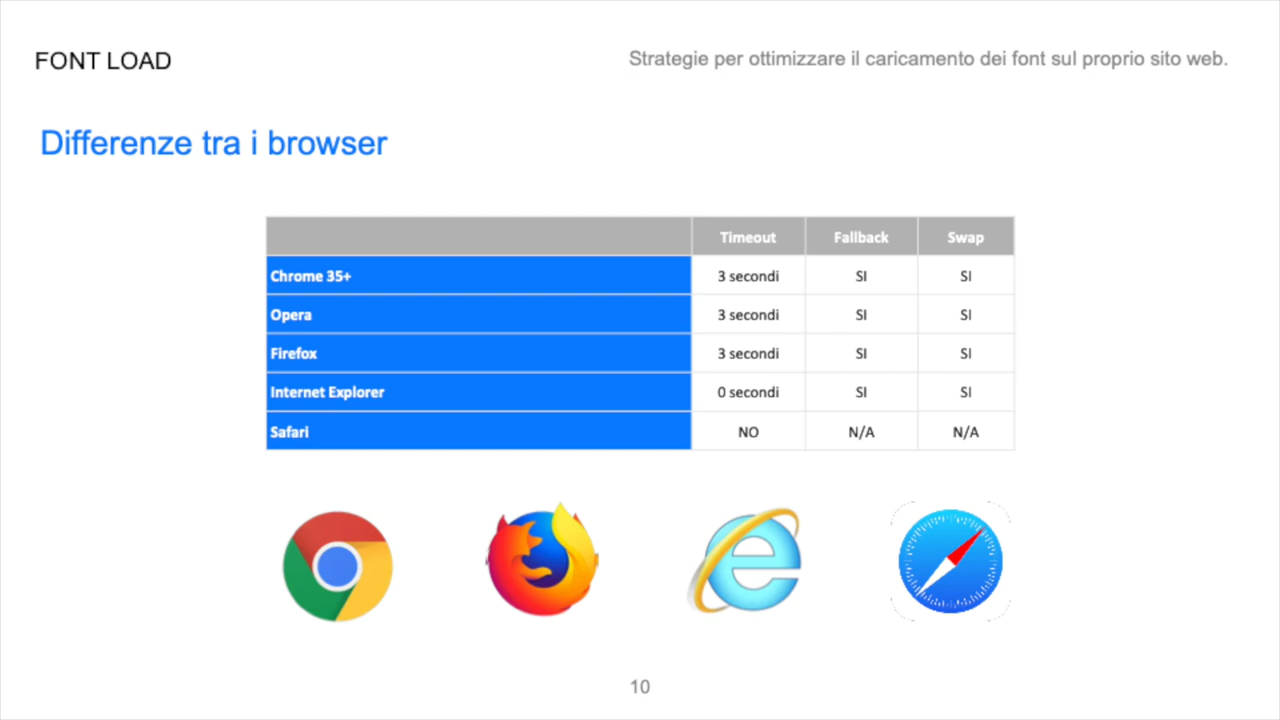 FONT LOAD
Strategie per ottimizzare il caricamento dei font sul proprio sito web.
Differenze tra i browser
Timeout Fallback Swap
Chrome 35+ 3 secondi SI SI
Opera 3 secondi SI SI
Firefox 3 secondi SI SI
Internet Explorer 0 secondi SI SI
Safari NO N/A N/A
10